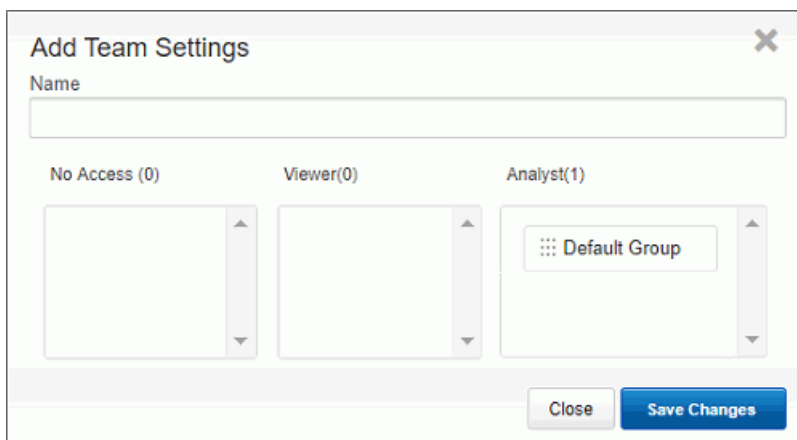 Add Team Settings
Name
No Access (0)
Viewer(0)
Analyst(1)
Default Group
Close
Save Changes